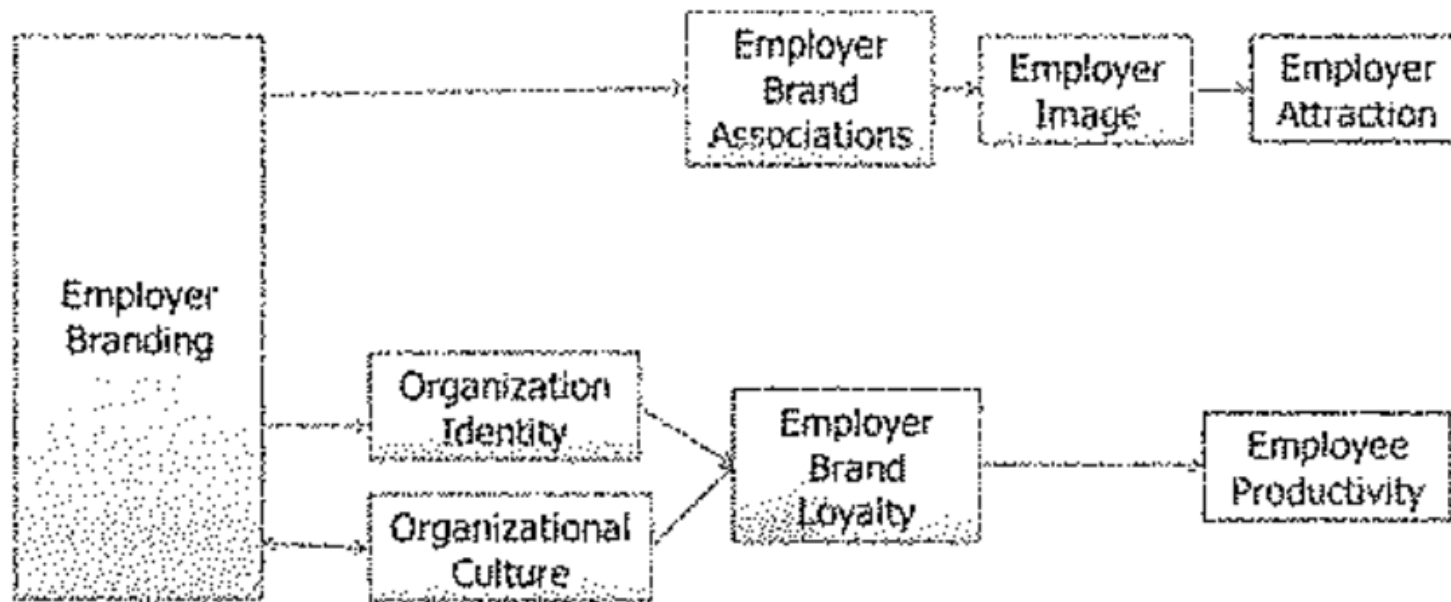 Employer
Brand
Associations
Employer
Image
Employer
Attraction
Employer
Branding
Organization
Identity
Organizational
Culture
Employer
Brand
Loyalty
Employee
Productivity